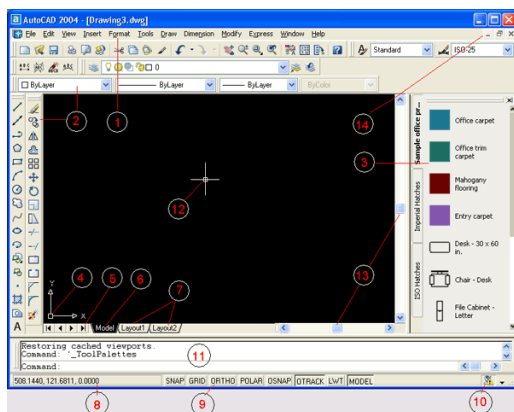 AutoCAD 2004 - [Drawing3.dwg]
File Edit View Insert Format Tools Draw Dimension Modify Express Window Help
Standard ISO-25
0
ByLayer ByLayer ByLayer ByColor
2 1 14
3
12
13
4 5 6 7
Y
X
Model Layout1 Layout2
Sample office pr...
Imperial Hatches
ISO Hatches
Office carpet
Office trim
carpet
Mahogany
flooring
Entry carpet
Desk - 30 x 60
in.
Chair - Desk
File Cabinet -
Letter
Restoring cached viewports.
Command: '_ToolPalettes
Command:
11
508.1440, 121.6811, 0.0000 SNAP GRID ORTHO POLAR OSNAP OTRACK LWT MODEL
8 9 10